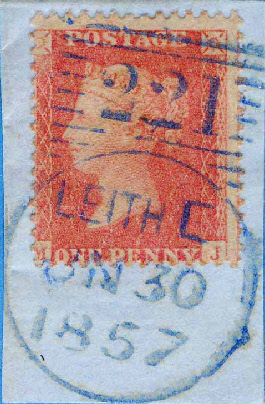 POSTAGE
221
LEITH C
ONE PENNY J
JN 30
1857